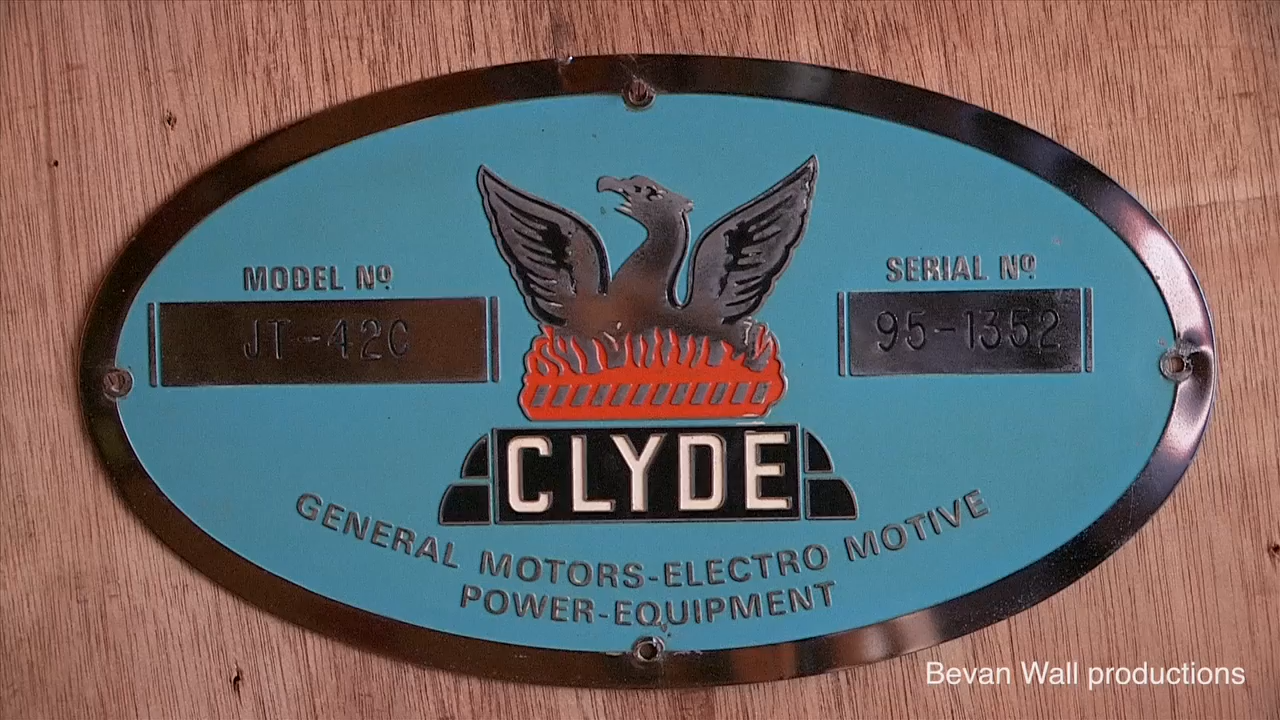 MODEL Nº
JT-42C
SERIAL Nº
95-1352
CLYDE
GENERAL MOTORS-ELECTRO MOTIVE
POWER-EQUIPMENT
Bevan Wall productions